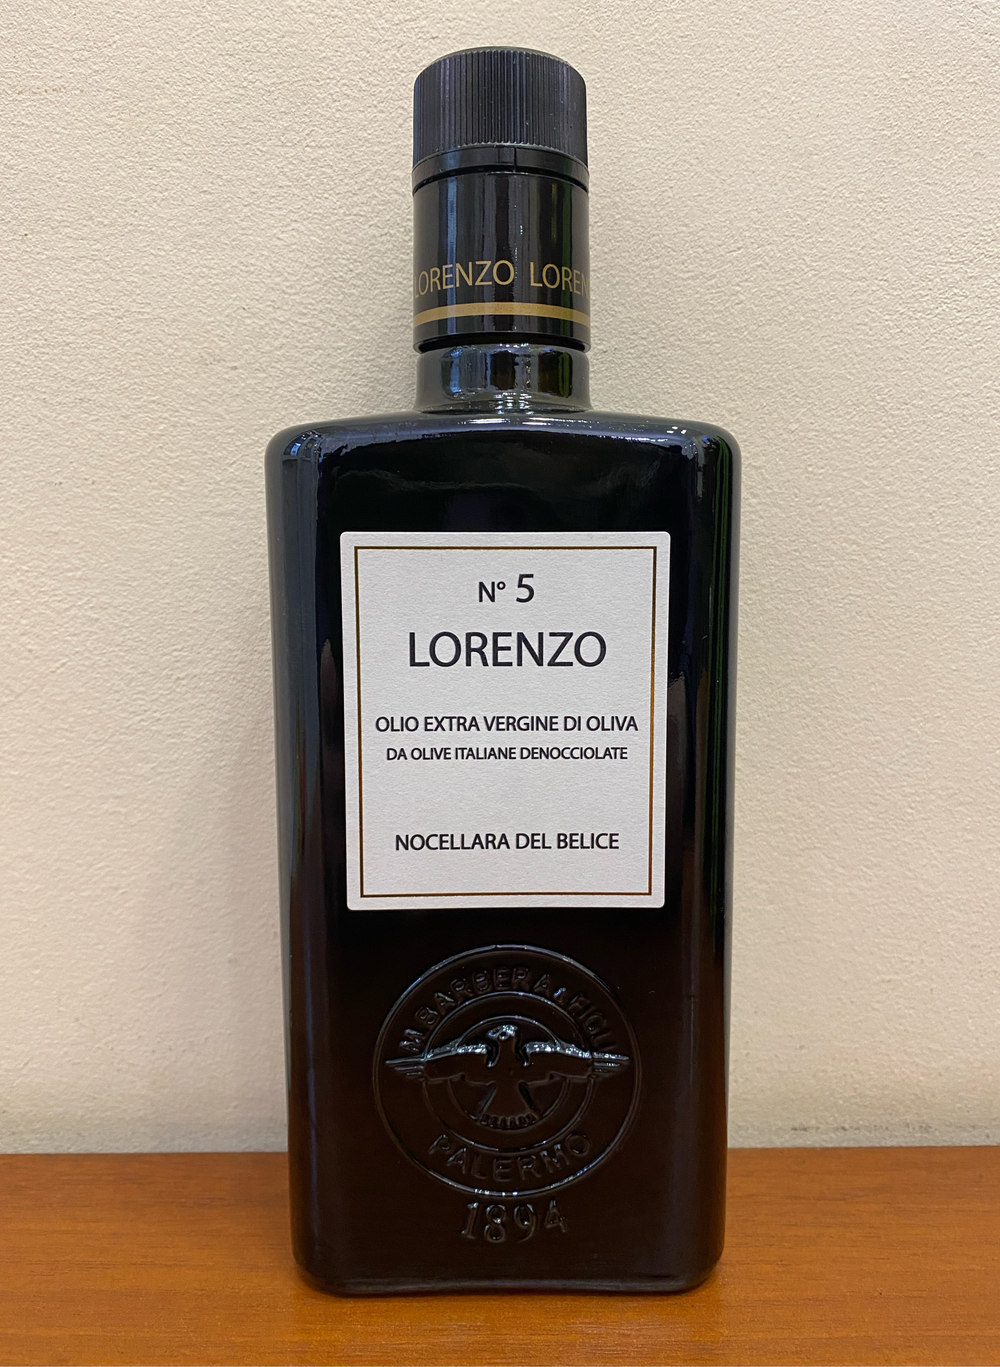 LORENZO LOREN
N° 5
LORENZO
OLIO EXTRA VERGINE DI OLIVA
DA OLIVE ITALIANE DENOCCIOLATE
NOCELLARA DEL BELICE
M. BARBERA & FIGLI
PALERMO
1894